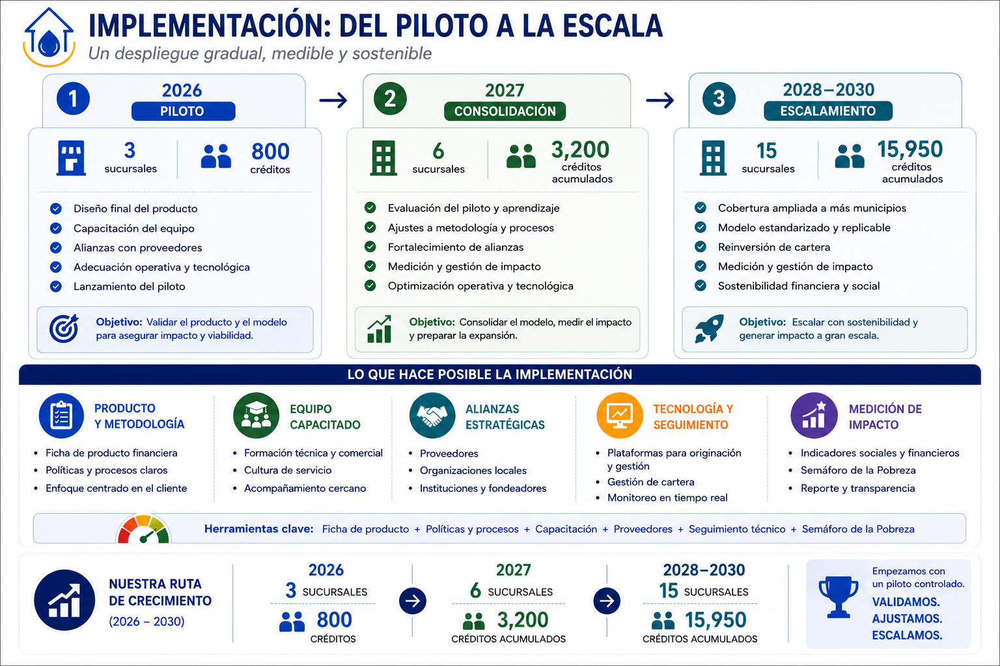 IMPLEMENTACIÓN: DEL PILOTO A LA ESCALA
Un despliegue gradual, medible y sostenible
1
2026
PILOTO
3
sucursales
800
créditos
Diseño final del producto
Capacitación del equipo
Alianzas con proveedores
Adecuación operativa y tecnológica
Lanzamiento del piloto
Objetivo: Validar el producto y el modelo
para asegurar impacto y viabilidad.
2
2027
CONSOLIDACIÓN
6
sucursales
3,200
créditos
acumulados
Evaluación del piloto y aprendizaje
Ajustes a metodología y procesos
Fortalecimiento de alianzas
Medición y gestión de impacto
Optimización operativa y tecnológica
Objetivo: Consolidar el modelo, medir el impacto
y preparar la expansión.
3
2028–2030
ESCALAMIENTO
15
sucursales
15,950
créditos
acumulados
Cobertura ampliada a más municipios
Modelo estandarizado y replicable
Reinversión de cartera
Medición y gestión de impacto
Sostenibilidad financiera y social
Objetivo: Escalar con sostenibilidad y
generar impacto a gran escala.
LO QUE HACE POSIBLE LA IMPLEMENTACIÓN
PRODUCTO
Y METODOLOGÍA
• Ficha de producto financiera
• Políticas y procesos claros
• Enfoque centrado en el cliente
EQUIPO
CAPACITADO
• Formación técnica y comercial
• Cultura de servicio
• Acompañamiento cercano
ALIANZAS
ESTRATÉGICAS
• Proveedores
• Organizaciones locales
• Instituciones y fondeadores
TECNOLOGÍA Y
SEGUIMIENTO
• Plataformas para originación
y gestión
• Gestión de cartera
• Monitoreo en tiempo real
MEDICIÓN DE
IMPACTO
• Indicadores sociales y financieros
• Semáforo de la Pobreza
• Reporte y transparencia
Herramientas clave: Ficha de producto + Políticas y procesos + Capacitación + Proveedores + Seguimiento técnico + Semáforo de la Pobreza
NUESTRA RUTA
DE CRECIMIENTO
(2026 – 2030)
2026
3 SUCURSALES
800
CRÉDITOS
2027
6 SUCURSALES
3,200
CRÉDITOS ACUMULADOS
2028–2030
15 SUCURSALES
15,950
CRÉDITOS ACUMULADOS
Empezamos con
un piloto controlado.
VALIDAMOS.
AJUSTAMOS.
ESCALAMOS.